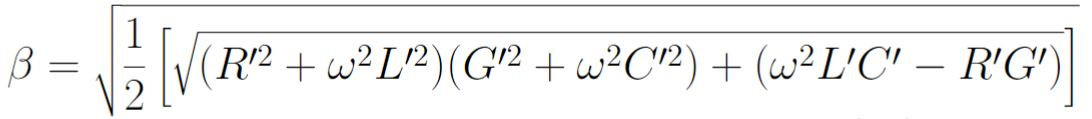 β = √(1/2 [√((R′² + ω²L′²)(G′² + ω²C′²) + (ω²L′C′ − R′G′))])